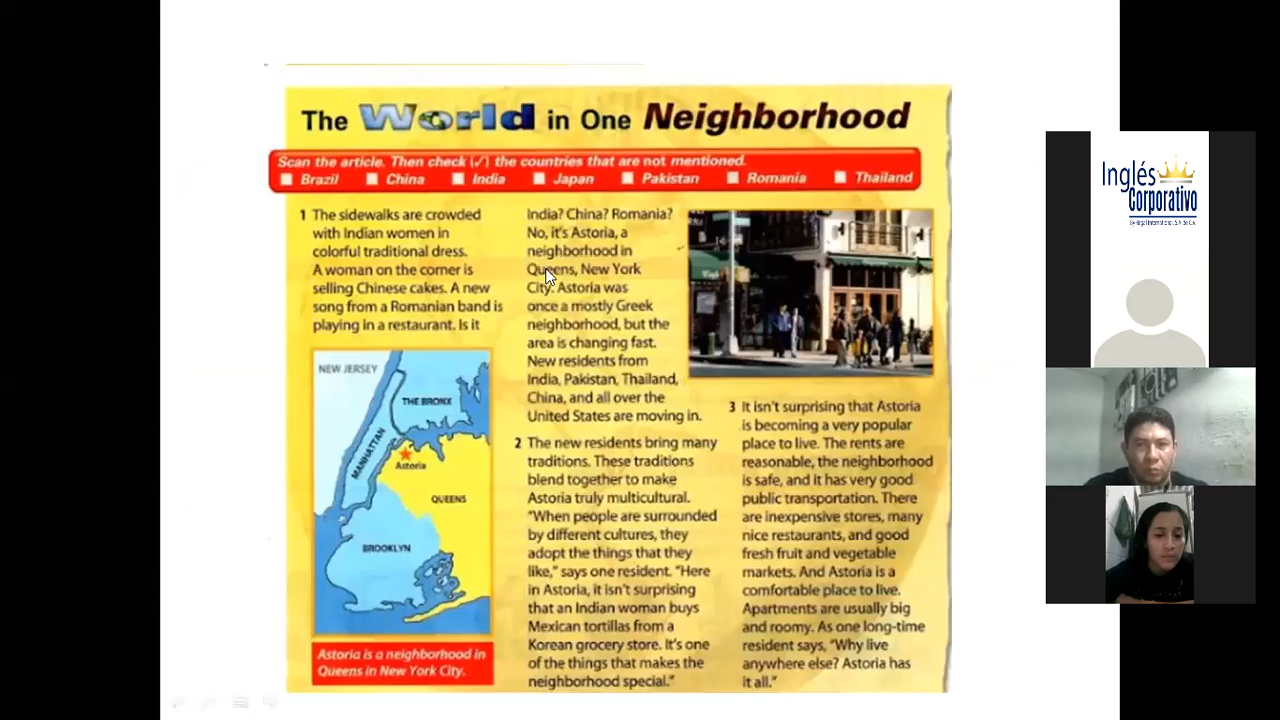 The World in One Neighborhood
Scan the article. Then check (✓) the countries that are not mentioned.
Brazil China India Japan Pakistan Romania Thailand
1 The sidewalks are crowded
with Indian women in
colorful traditional dress.
A woman on the corner is
selling Chinese cakes. A new
song from a Romanian band is
playing in a restaurant. Is it
India? China? Romania?
No, it's Astoria, a
neighborhood in
Queens, New York
City. Astoria was
once a mostly Greek
neighborhood, but the
area is changing fast.
New residents from
India, Pakistan, Thailand,
China, and all over the
United States are moving in.
2 The new residents bring many
traditions. These traditions
blend together to make
Astoria truly multicultural.
"When people are surrounded
by different cultures, they
adopt the things that they
like," says one resident. "Here
in Astoria, it isn't surprising
that an Indian woman buys
Mexican tortillas from a
Korean grocery store. It's one
of the things that makes the
neighborhood special."
3 It isn't surprising that Astoria
is becoming a very popular
place to live. The rents are
reasonable, the neighborhood
is safe, and it has very good
public transportation. There
are inexpensive stores, many
nice restaurants, and good
fresh fruit and vegetable
markets. And Astoria is a
comfortable place to live.
Apartments are usually big
and roomy. As one long-time
resident says, "Why live
anywhere else? Astoria has
it all."
NEW JERSEY
THE BRONX
MANHATTAN
Astoria
QUEENS
BROOKLYN
Astoria is a neighborhood in
Queens in New York City.
Inglés
Corporativo